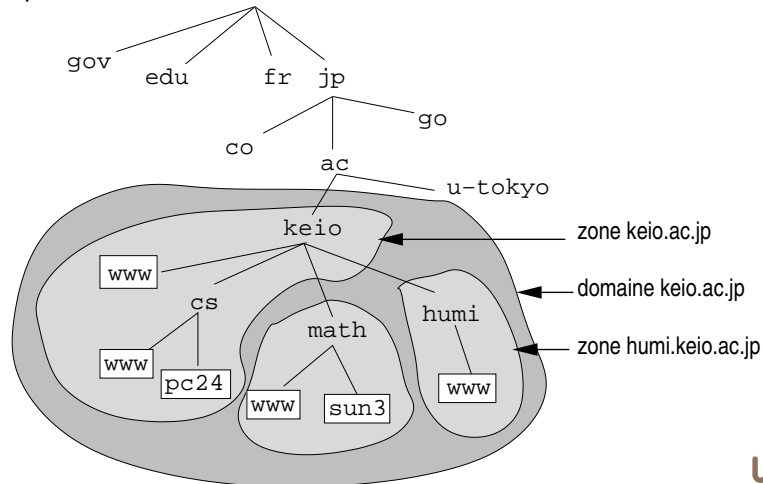 gov edu fr jp
co go
ac
u-tokyo
keio
zone keio.ac.jp
www
domaine keio.ac.jp
cs
humi
math
zone humi.keio.ac.jp
www
pc24
www
sun3
www